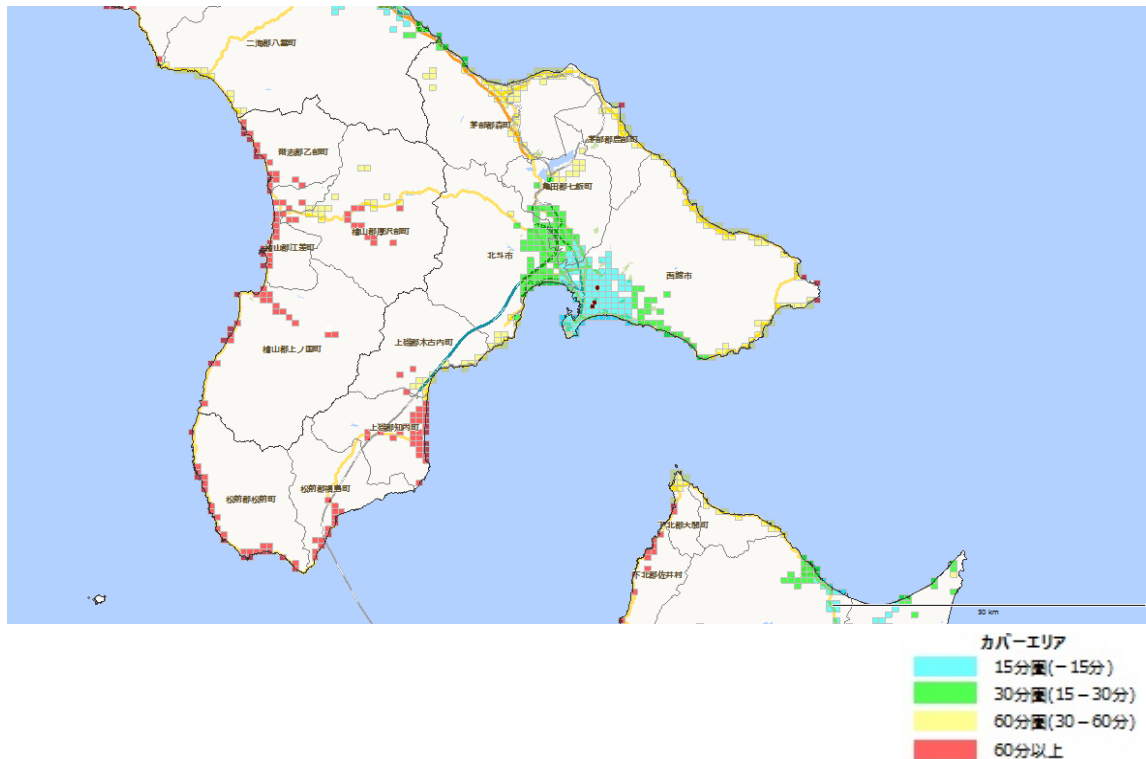 二海郡八雲町
茅部郡森町
茅部郡鹿部町
爾志郡乙部町
亀田郡七飯町
檜山郡厚沢部町
檜山郡江差町
北斗市
函館市
上磯郡木古内町
檜山郡上ノ国町
上磯郡知内町
松前郡福島町
松前郡松前町
下北郡大間町
下北郡佐井村
50 km
カバーエリア
15分圏(-15分)
30分圏(15-30分)
60分圏(30-60分)
60分以上